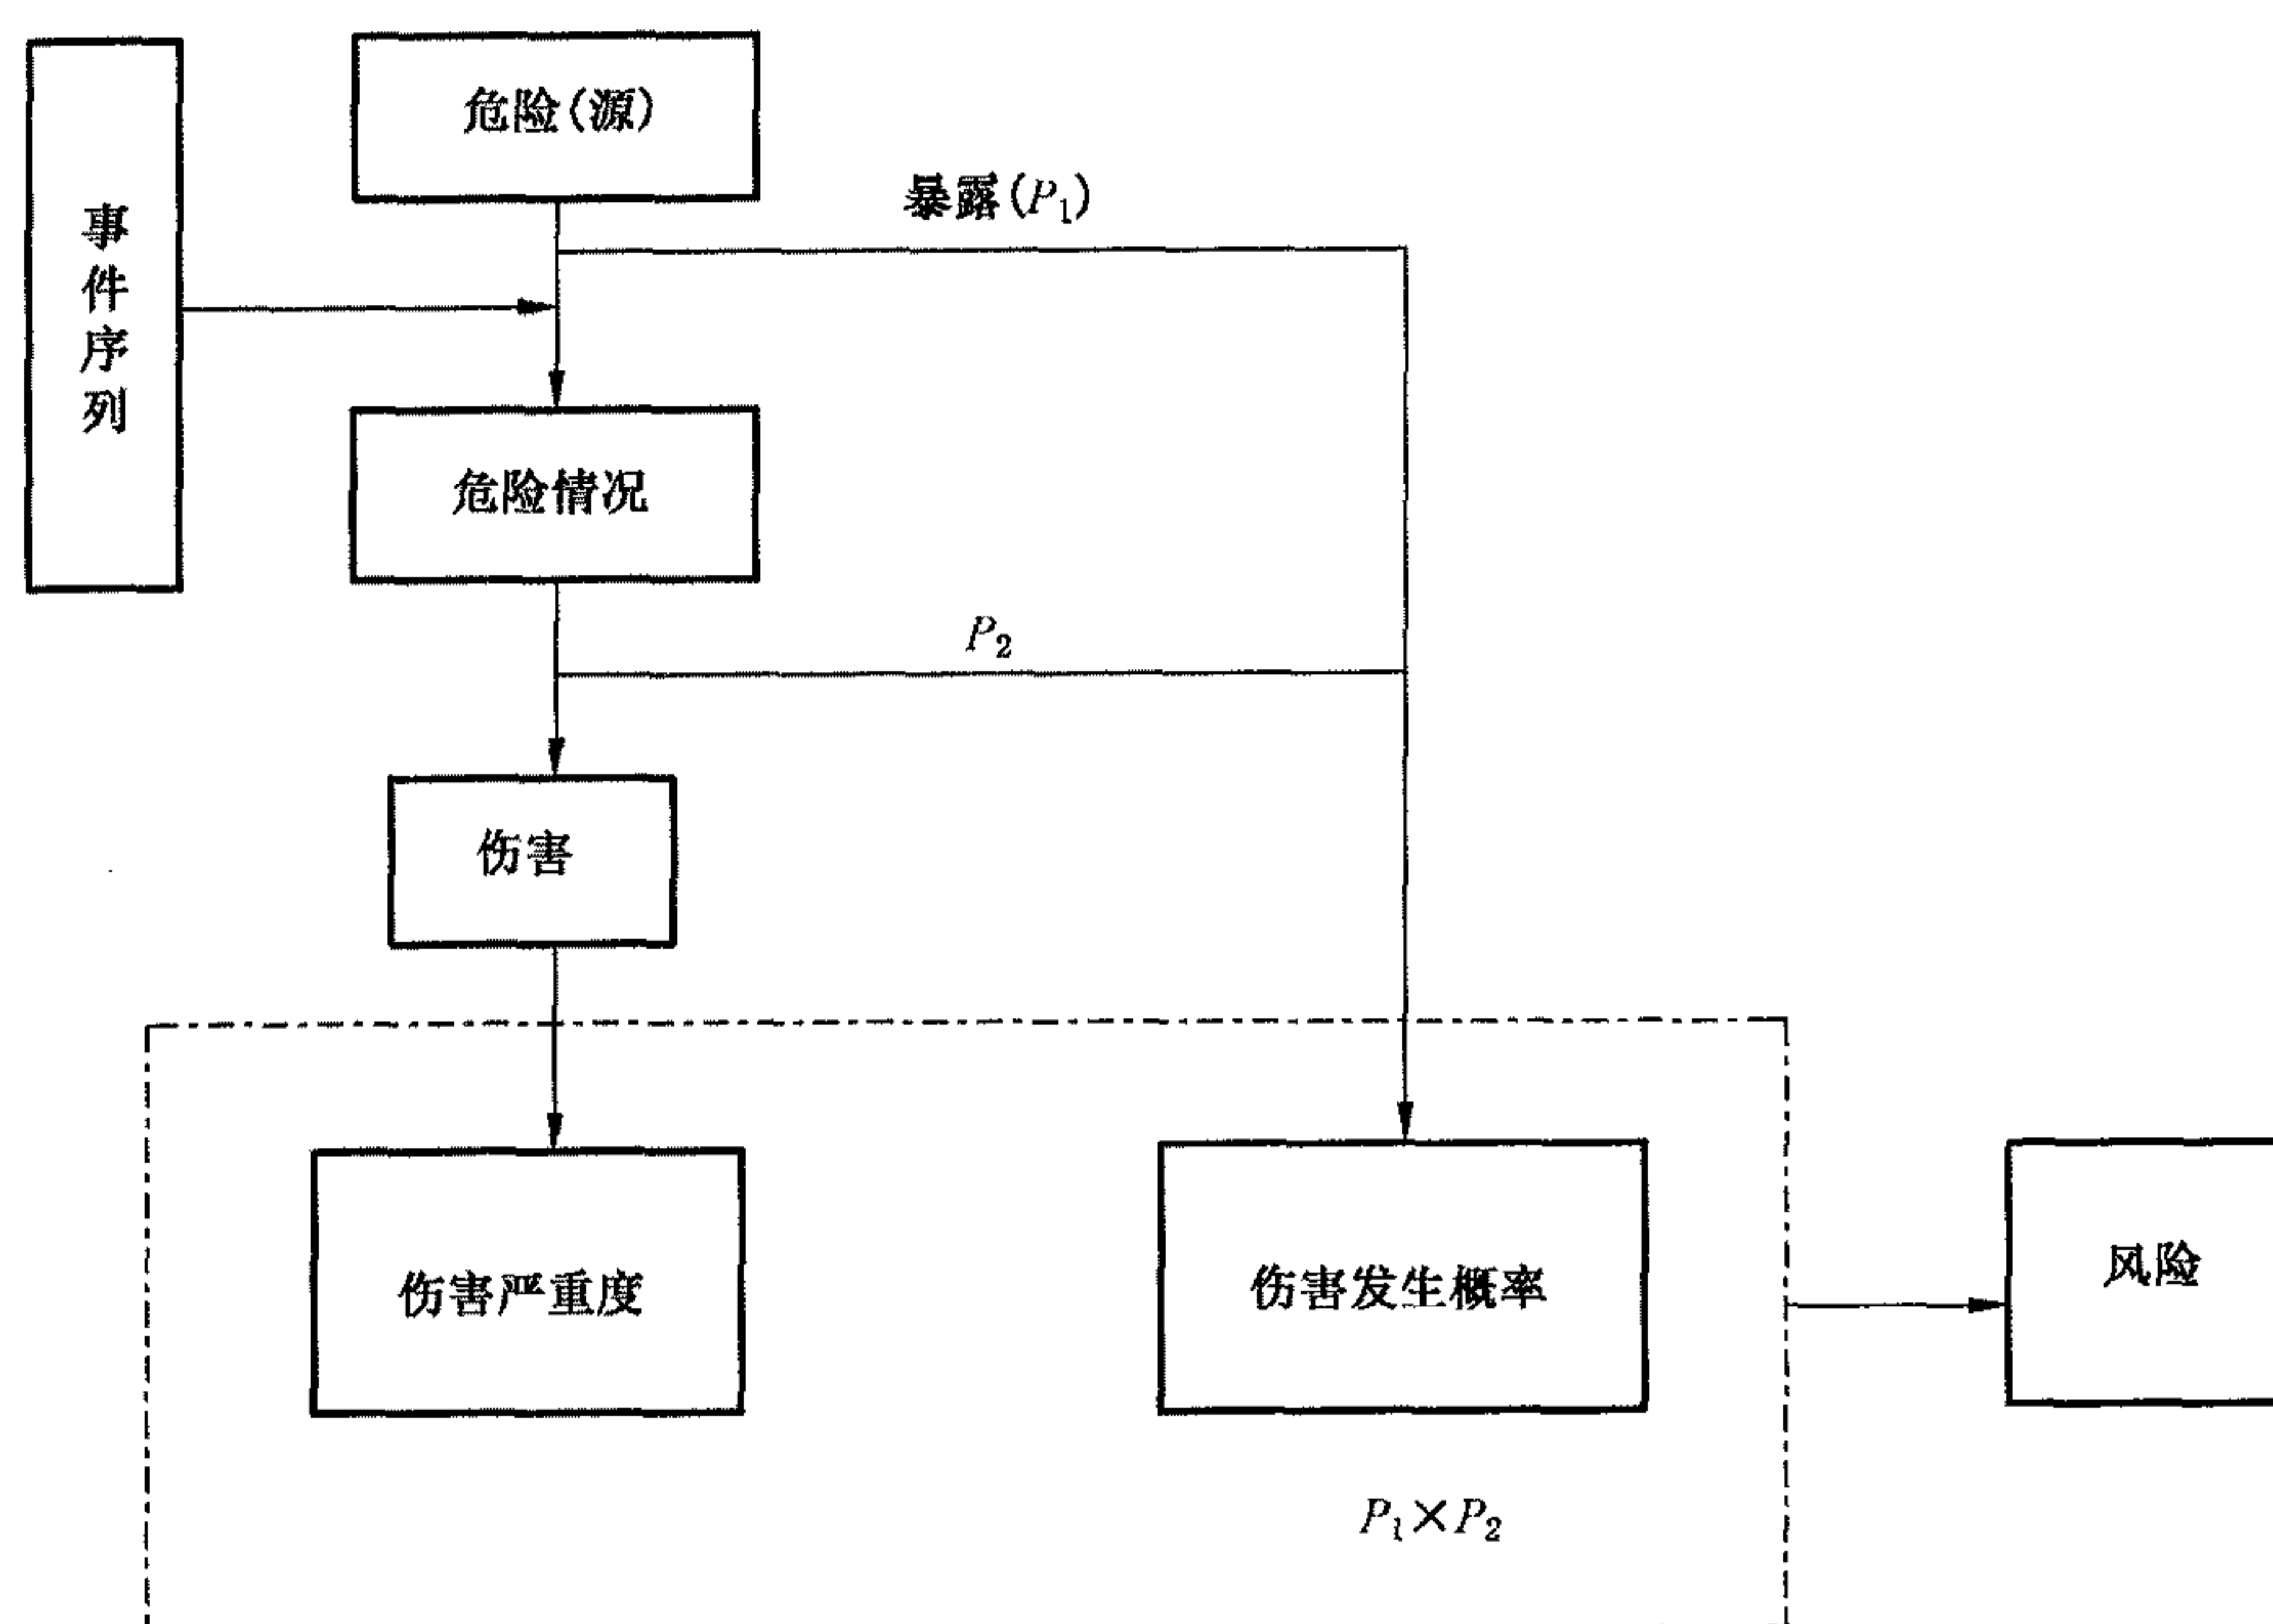 危险(源)
暴露(P₁)
事件序列
危险情况
P₂
伤害
伤害严重度
伤害发生概率
风险
P₁×P₂